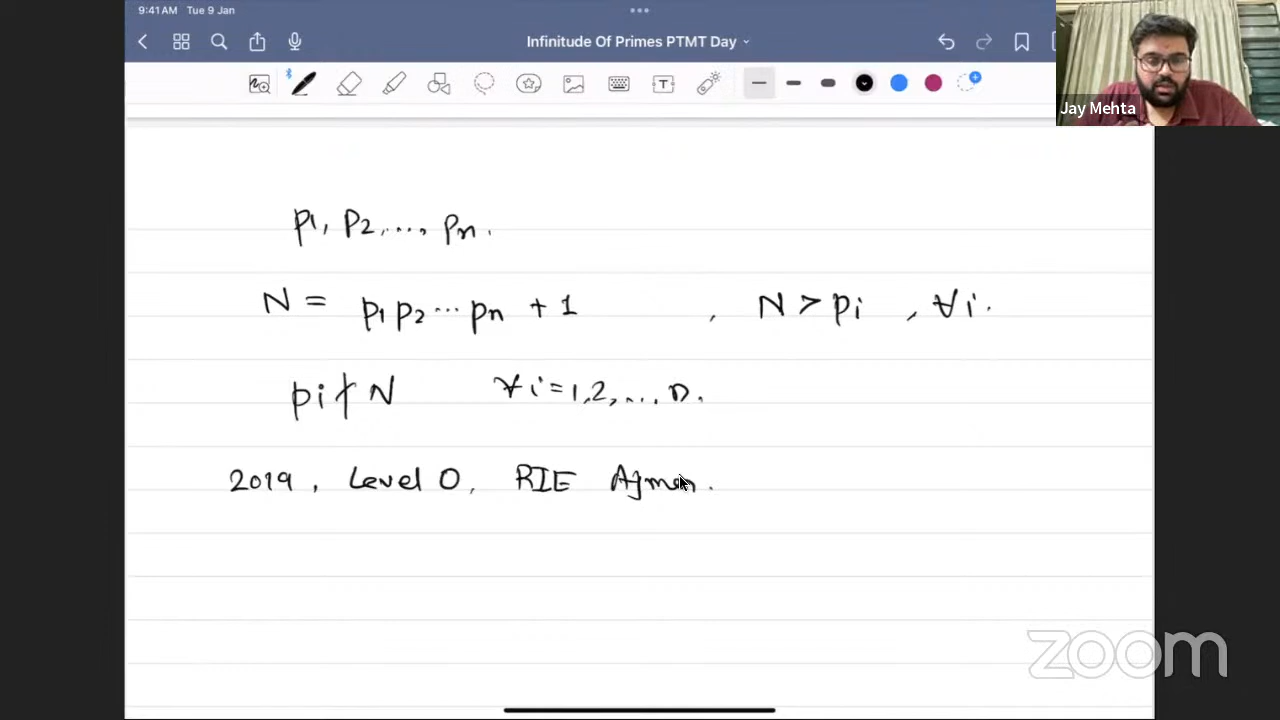 9:41 AM Tue 9 Jan
Infinitude Of Primes PTMT Day
Jay Mehta
p1, p2, ..., pn.
N = p1 p2 ... pn + 1 , N > pi , ∀i.
pi ∤ N ∀ i = 1,2,...n.
2019, Level 0, RIE Ajmer.
zoom